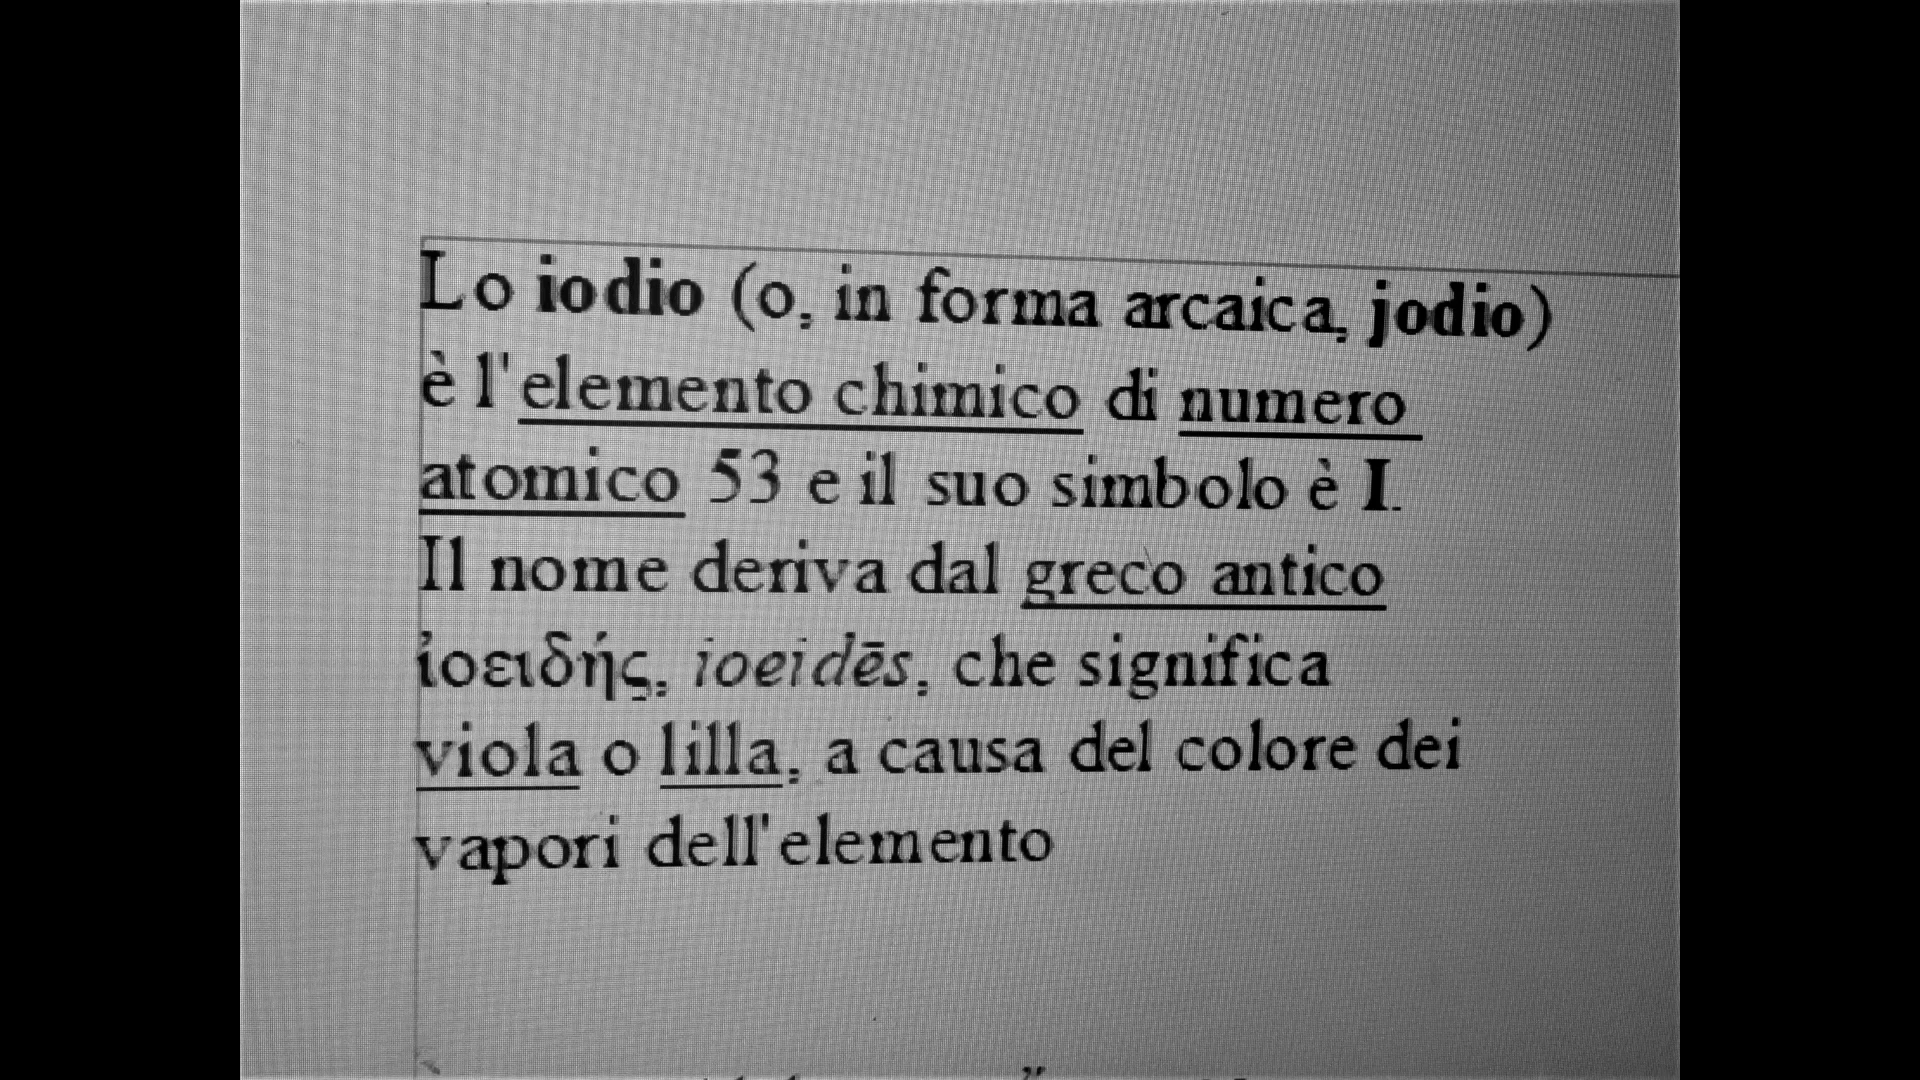 Lo iodio (o, in forma arcaica, jodio)
è l'elemento chimico di numero
atomico 53 e il suo simbolo è I.
Il nome deriva dal greco antico
ἰοειδής, ioeidēs, che significa
viola o lilla, a causa del colore dei
vapori dell'elemento